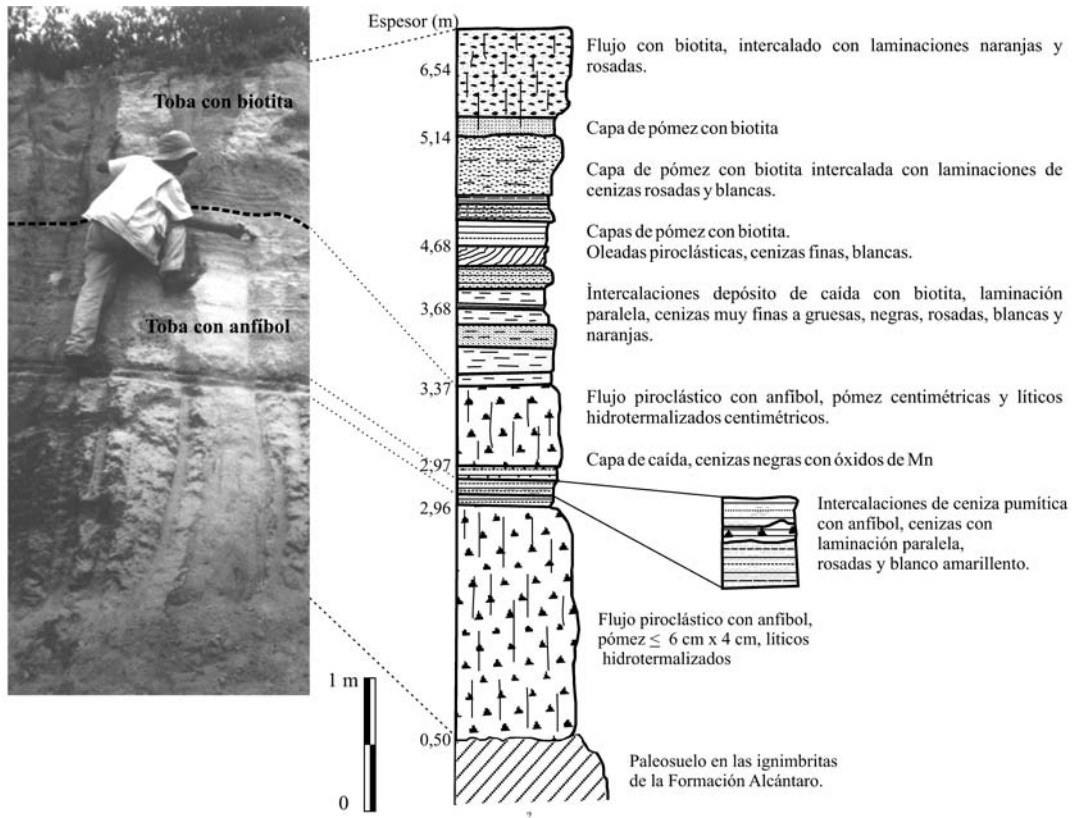 Espesor (m)
Toba con biotita
Toba con anfíbol
1 m
0
6,54
5,14
4,68
3,68
3,37
2,97
2,96
0,50
?
Flujo con biotita, intercalado con laminaciones naranjas y
rosadas.
Capa de pómez con biotita
Capa de pómez con biotita intercalada con laminaciones de
cenizas rosadas y blancas.
Capas de pómez con biotita.
Oleadas piroclásticas, cenizas finas, blancas.
İntercalaciones depósito de caída con biotita, laminación
paralela, cenizas muy finas a gruesas, negras, rosadas, blancas y
naranjas.
Flujo piroclástico con anfíbol, pómez centimétricas y líticos
hidrotermalizados centimétricos.
Capa de caída, cenizas negras con óxidos de Mn
Intercalaciones de ceniza pumítica
con anfíbol, cenizas con
laminación paralela,
rosadas y blanco amarillento.
Flujo piroclástico con anfíbol,
pómez ≤ 6 cm x 4 cm, líticos
hidrotermalizados
Paleosuelo en las ignimbritas
de la Formación Alcántaro.